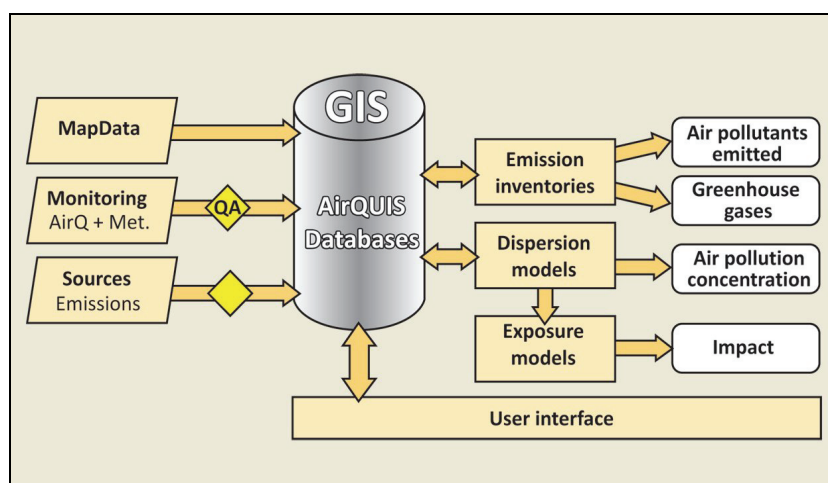 MapData
Monitoring
AirQ + Met.
QA
Sources
Emissions
GIS
AirQUIS
Databases
Emission
inventories
Dispersion
models
Exposure
models
Air pollutants
emitted
Greenhouse
gases
Air pollution
concentration
Impact
User interface